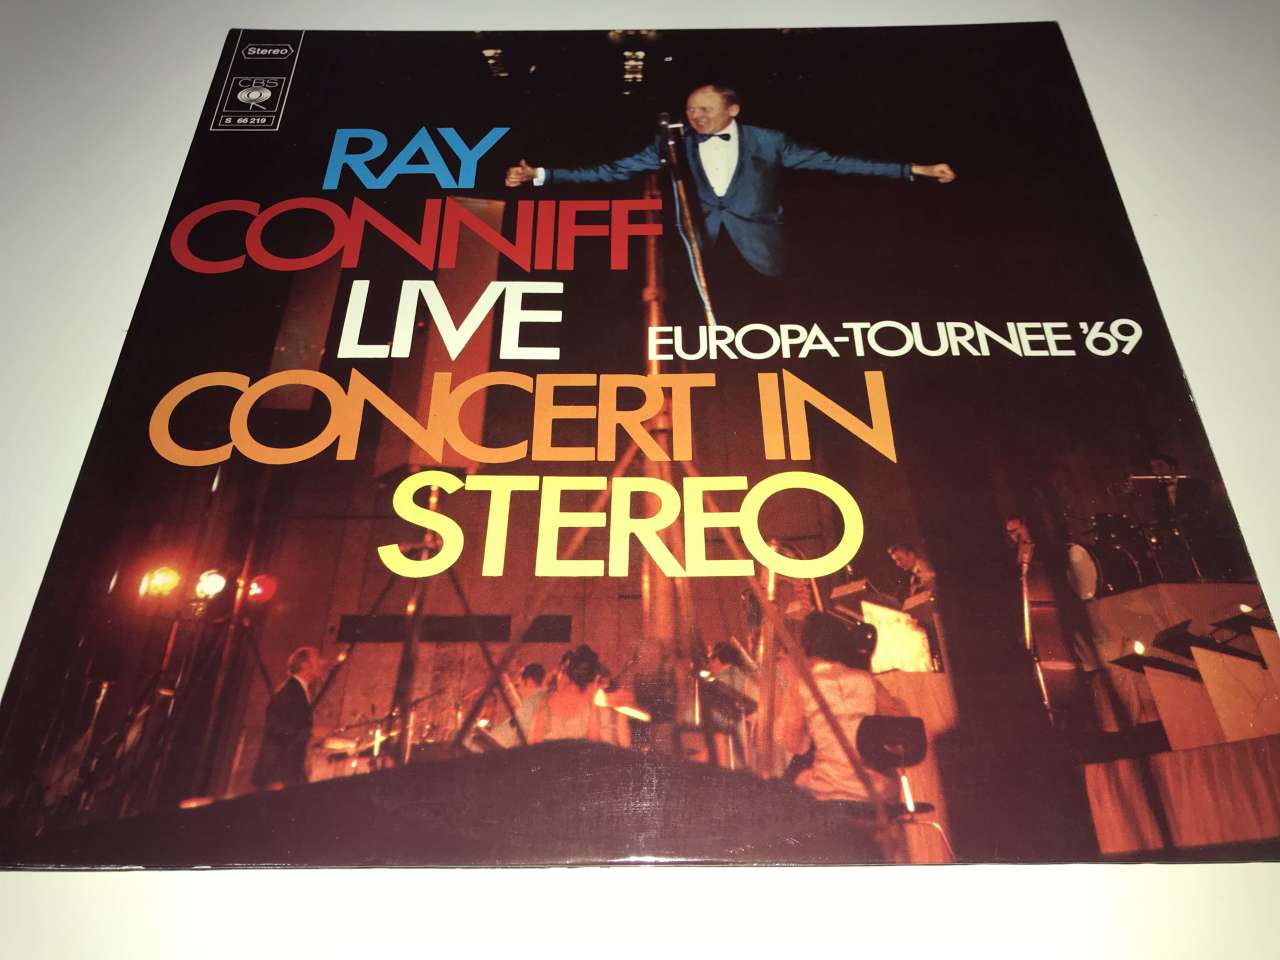 Stereo
CBS
S 66 219
RAY
CONNIFF
LIVE
EUROPA-TOURNEE '69
CONCERT IN
STEREO